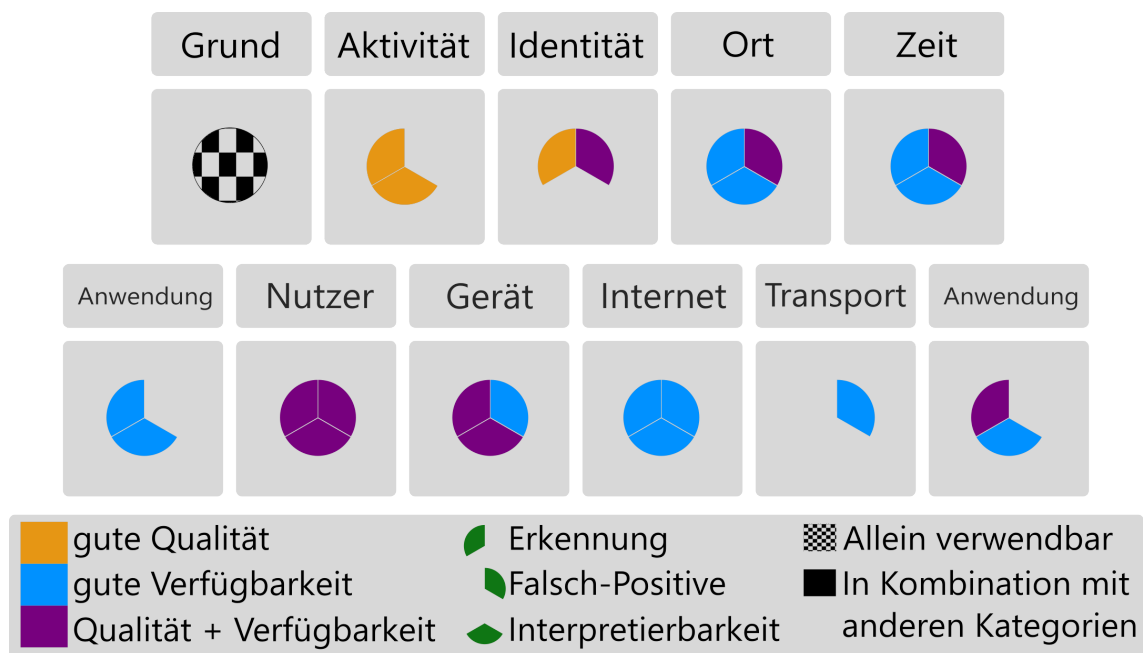 Grund Aktivität Identität Ort Zeit
Anwendung Nutzer Gerät Internet Transport Anwendung
gute Qualität
gute Verfügbarkeit
Qualität + Verfügbarkeit
Erkennung
Falsch-Positive
Interpretierbarkeit
Allein verwendbar
In Kombination mit
anderen Kategorien